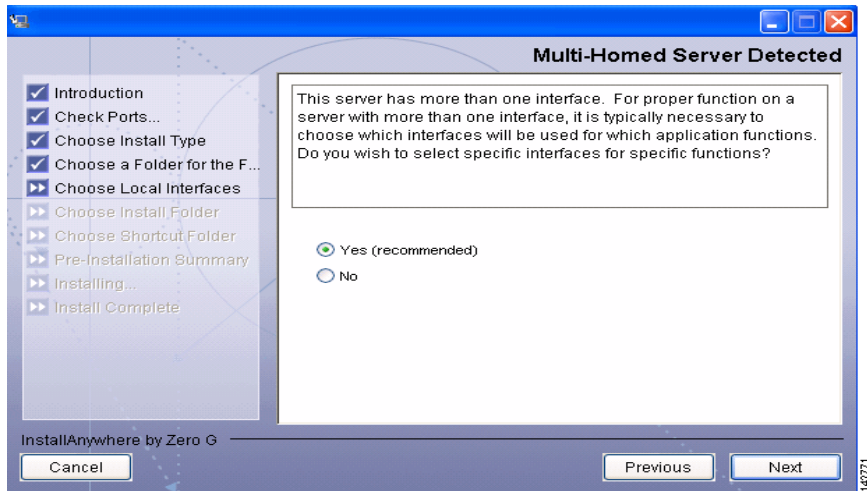 Multi-Homed Server Detected
Introduction
Check Ports...
Choose Install Type
Choose a Folder for the F...
Choose Local Interfaces
Choose Install Folder
Choose Shortcut Folder
Pre-Installation Summary
Installing...
Install Complete
This server has more than one interface. For proper function on a
server with more than one interface, it is typically necessary to
choose which interfaces will be used for which application functions.
Do you wish to select specific interfaces for specific functions?
Yes (recommended)
No
InstallAnywhere by Zero G
Cancel
Previous
Next
142771